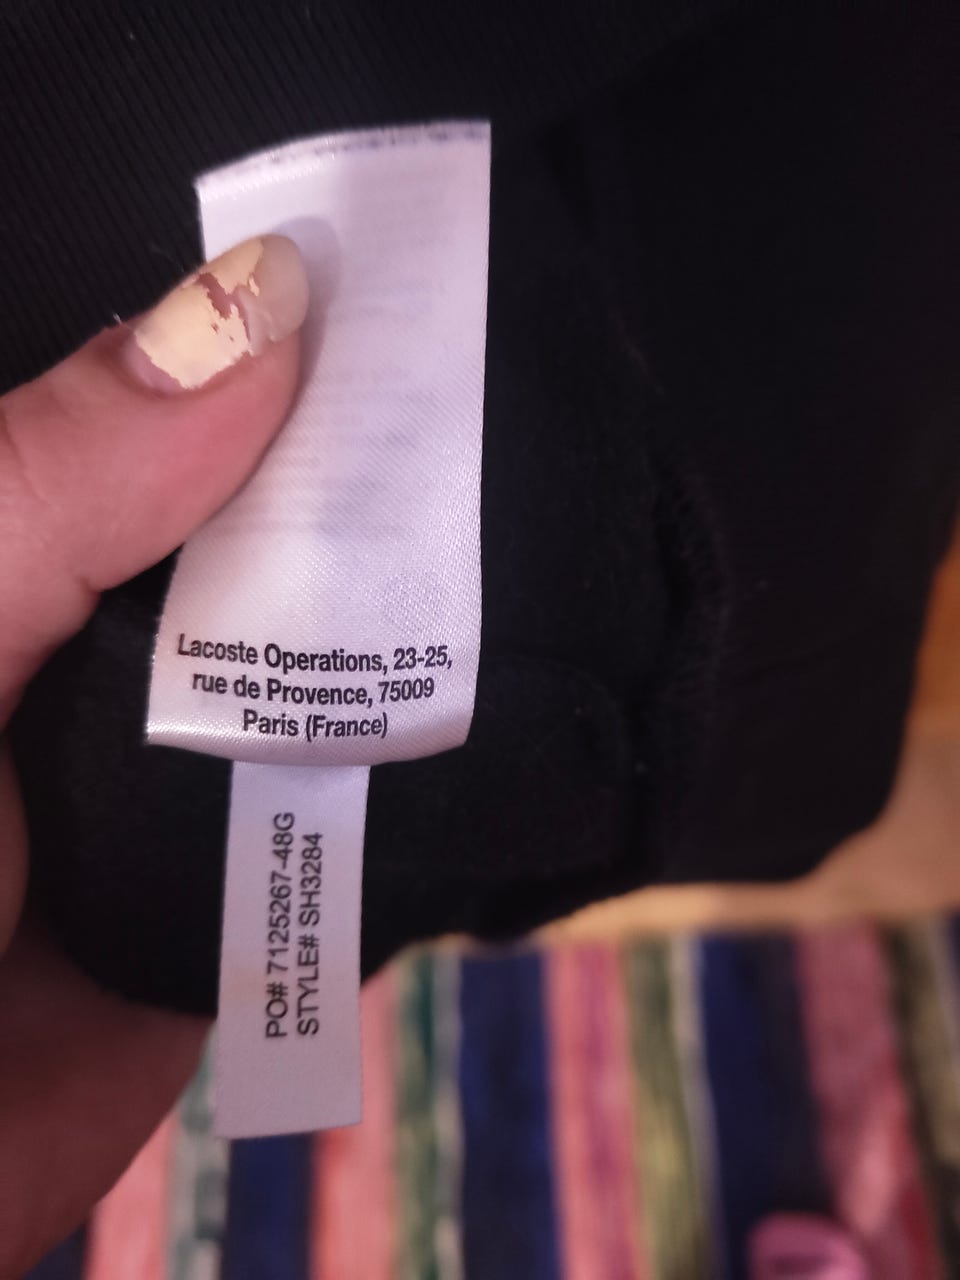 Lacoste Operations, 23-25,
rue de Provence, 75009
Paris (France)
PO# 7125267-48G
STYLE# SH3284